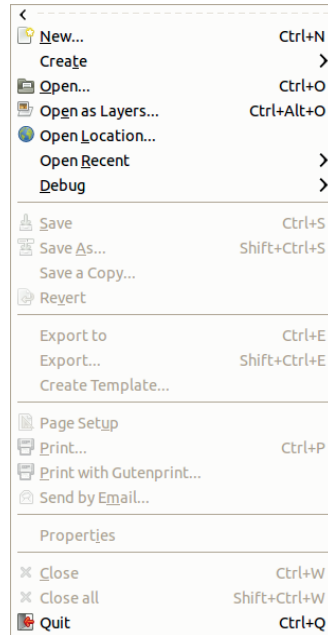 New... Ctrl+N
Create
Open... Ctrl+O
Open as Layers... Ctrl+Alt+O
Open Location...
Open Recent
Debug
Save Ctrl+S
Save As... Shift+Ctrl+S
Save a Copy...
Revert
Export to Ctrl+E
Export... Shift+Ctrl+E
Create Template...
Page Setup
Print... Ctrl+P
Print with Gutenprint...
Send by Email...
Properties
Close Ctrl+W
Close all Shift+Ctrl+W
Quit Ctrl+Q